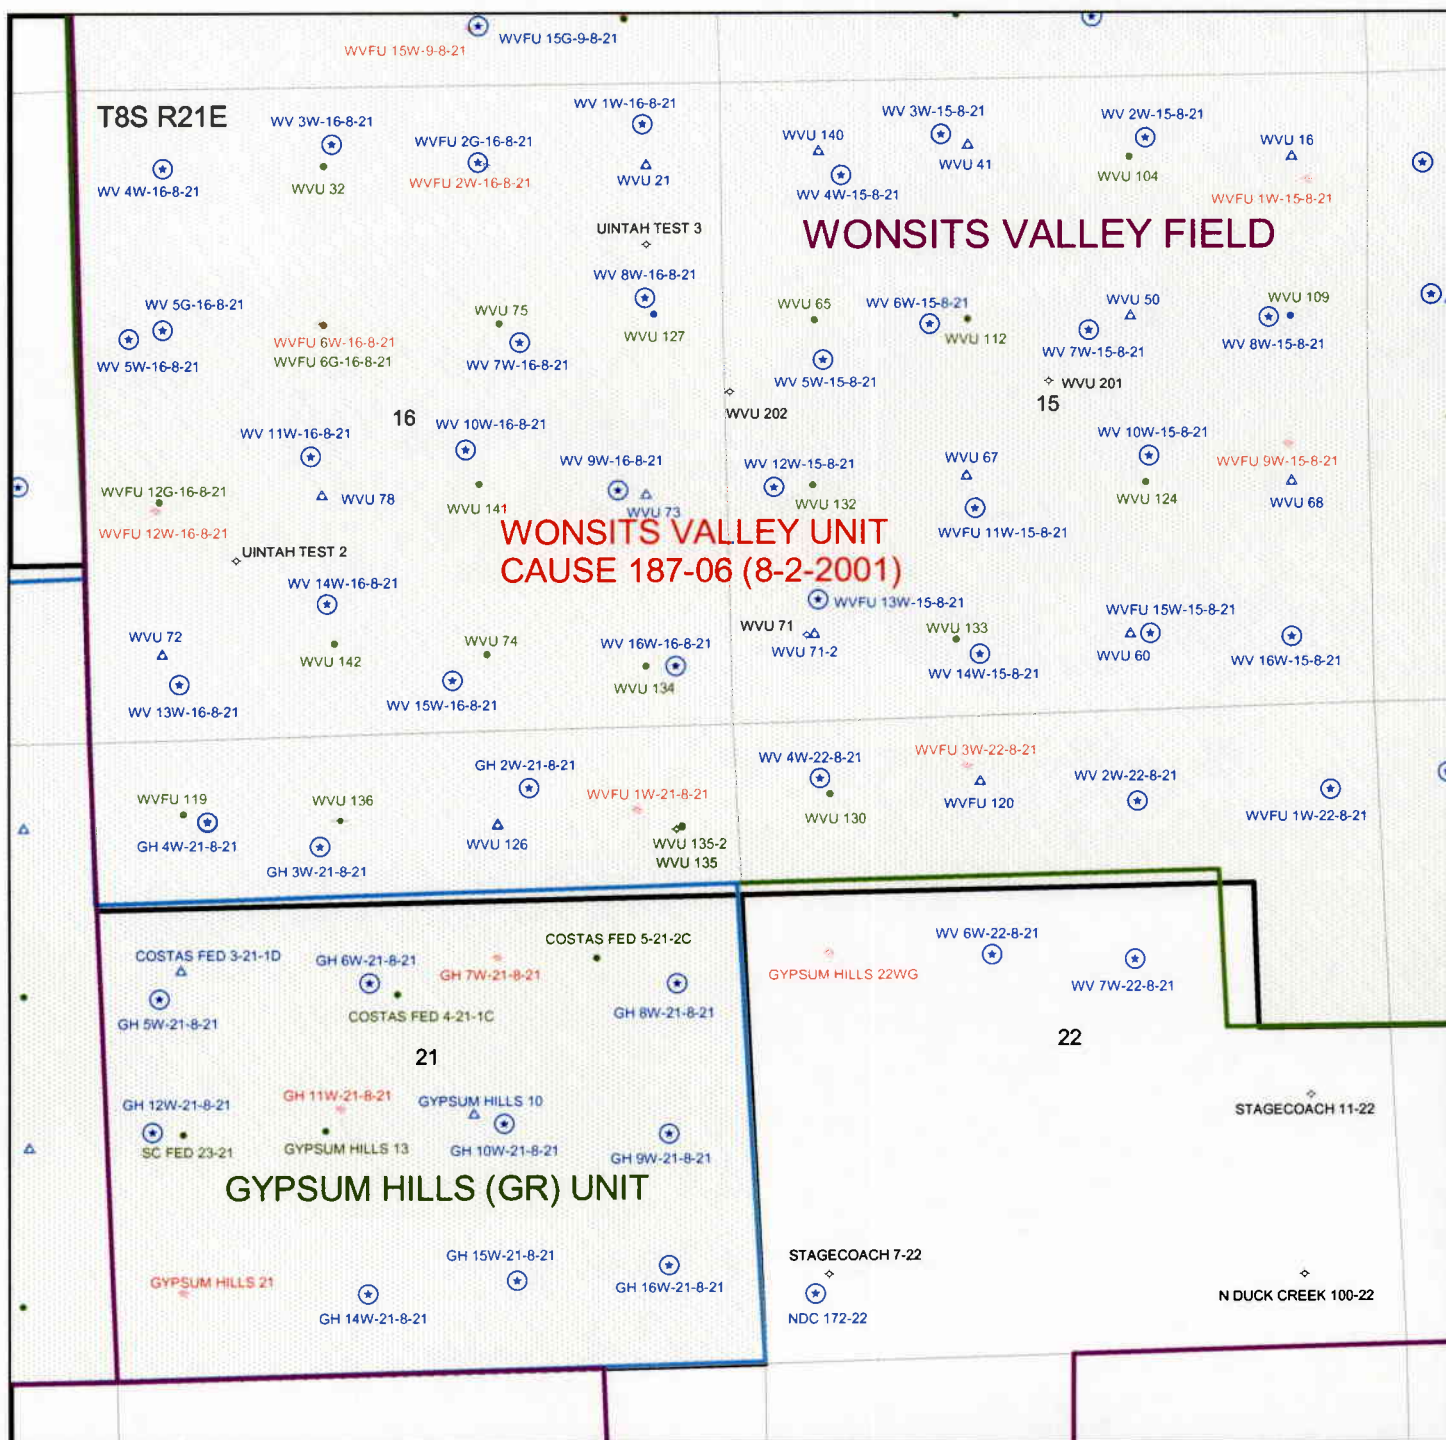 WVFU 15G-9-8-21
WVFU 15W-9-8-21
T8S R21E
WV 3W-16-8-21
WVFU 2G-16-8-21
WV 1W-16-8-21
WVU 140
WV 3W-15-8-21
WV 2W-15-8-21
WVU 16
WV 4W-16-8-21
WVU 32
WVFU 2W-16-8-21
WVU 21
WV 4W-15-8-21
WVU 41
WVU 104
WVFU 1W-15-8-21
UINTAH TEST 3
WONSITS VALLEY FIELD
WV 8W-16-8-21
WV 5G-16-8-21
WVU 75
WVU 65
WV 6W-15-8-21
WVU 50
WVU 109
WVFU 6W-16-8-21
WVU 127
WVU 112
WV 5W-16-8-21
WVFU 6G-16-8-21
WV 7W-16-8-21
WV 7W-15-8-21
WV 8W-15-8-21
WV 5W-15-8-21
WVU 201
WVU 202
16
15
WV 11W-16-8-21
WV 10W-16-8-21
WV 10W-15-8-21
WV 9W-16-8-21
WV 12W-15-8-21
WVU 67
WVFU 9W-15-8-21
WVFU 12G-16-8-21
WVU 78
WVU 141
WVU 73
WVU 132
WVU 124
WVU 68
WVFU 12W-16-8-21
WVFU 11W-15-8-21
WONSITS VALLEY UNIT
CAUSE 187-06 (8-2-2001)
UINTAH TEST 2
WV 14W-16-8-21
WVFU 13W-15-8-21
WVU 72
WVU 142
WVU 74
WV 16W-16-8-21
WVU 71
WVU 71-2
WVU 133
WVFU 15W-15-8-21
WVU 60
WV 16W-15-8-21
WV 13W-16-8-21
WV 15W-16-8-21
WVU 134
WV 14W-15-8-21
GH 2W-21-8-21
WV 4W-22-8-21
WVFU 3W-22-8-21
WV 2W-22-8-21
WVFU 119
WVU 136
WVFU 1W-21-8-21
WVU 130
WVFU 120
WVFU 1W-22-8-21
GH 4W-21-8-21
GH 3W-21-8-21
WVU 126
WVU 135-2
WVU 135
COSTAS FED 3-21-1D
GH 6W-21-8-21
GH 7W-21-8-21
COSTAS FED 5-21-2C
GYPSUM HILLS 22WG
WV 6W-22-8-21
WV 7W-22-8-21
GH 5W-21-8-21
COSTAS FED 4-21-1C
GH 8W-21-8-21
21
22
GH 12W-21-8-21
GH 11W-21-8-21
GYPSUM HILLS 10
STAGECOACH 11-22
SC FED 23-21
GYPSUM HILLS 13
GH 10W-21-8-21
GH 9W-21-8-21
GYPSUM HILLS (GR) UNIT
GH 15W-21-8-21
STAGECOACH 7-22
GYPSUM HILLS 21
GH 16W-21-8-21
N DUCK CREEK 100-22
GH 14W-21-8-21
NDC 172-22